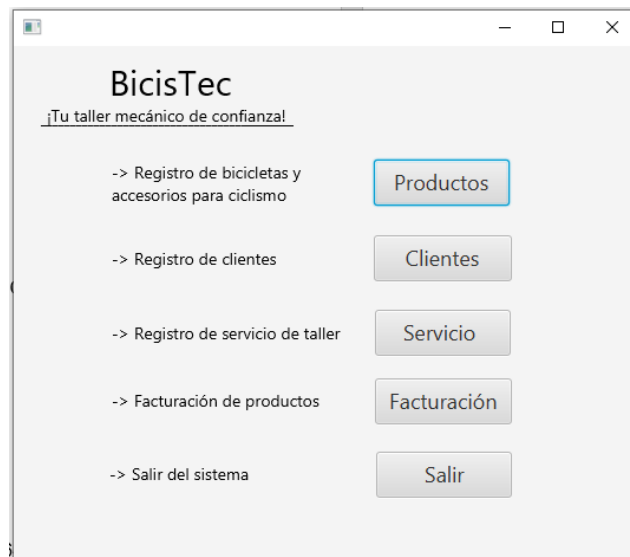 BicisTec
¡Tu taller mecánico de confianza!
-> Registro de bicicletas y
accesorios para ciclismo
Productos
-> Registro de clientes
Clientes
-> Registro de servicio de taller
Servicio
-> Facturación de productos
Facturación
-> Salir del sistema
Salir